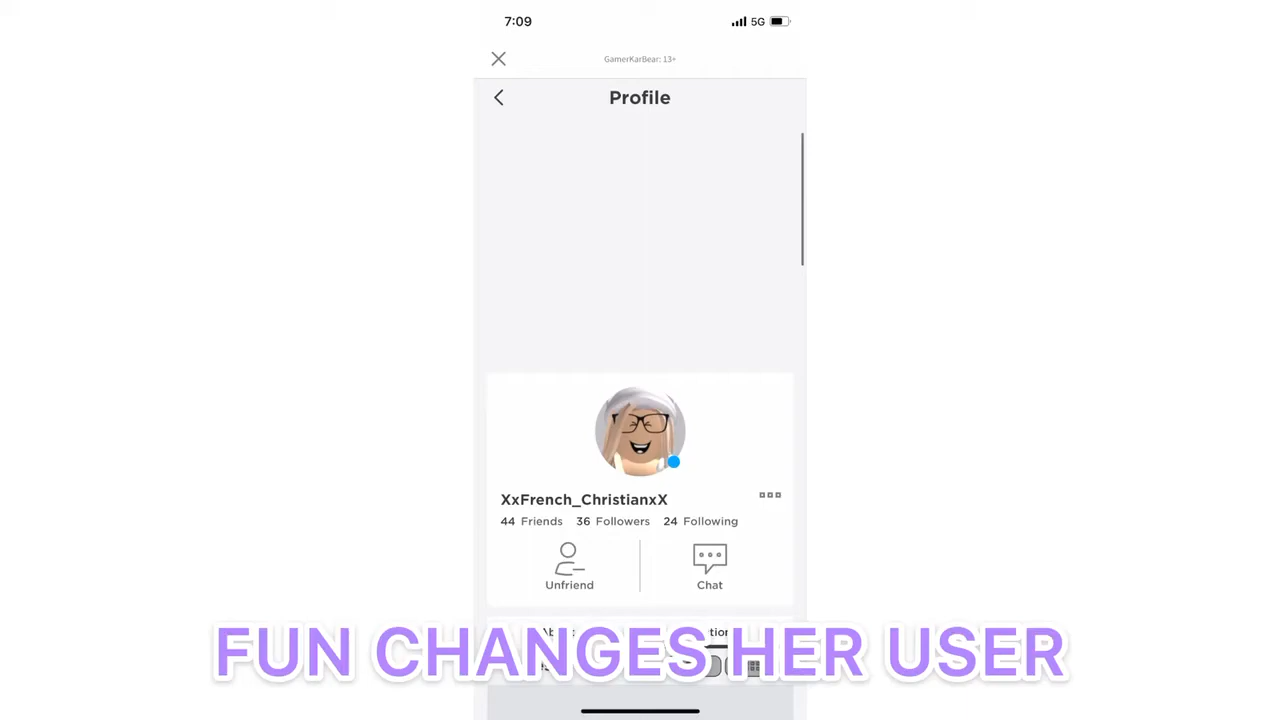 7:09
5G
GamerKarBear: 13+
Profile
XxFrench_ChristianxX
44 Friends 36 Followers 24 Following
Unfriend
Chat
FUN CHANGES HER USER